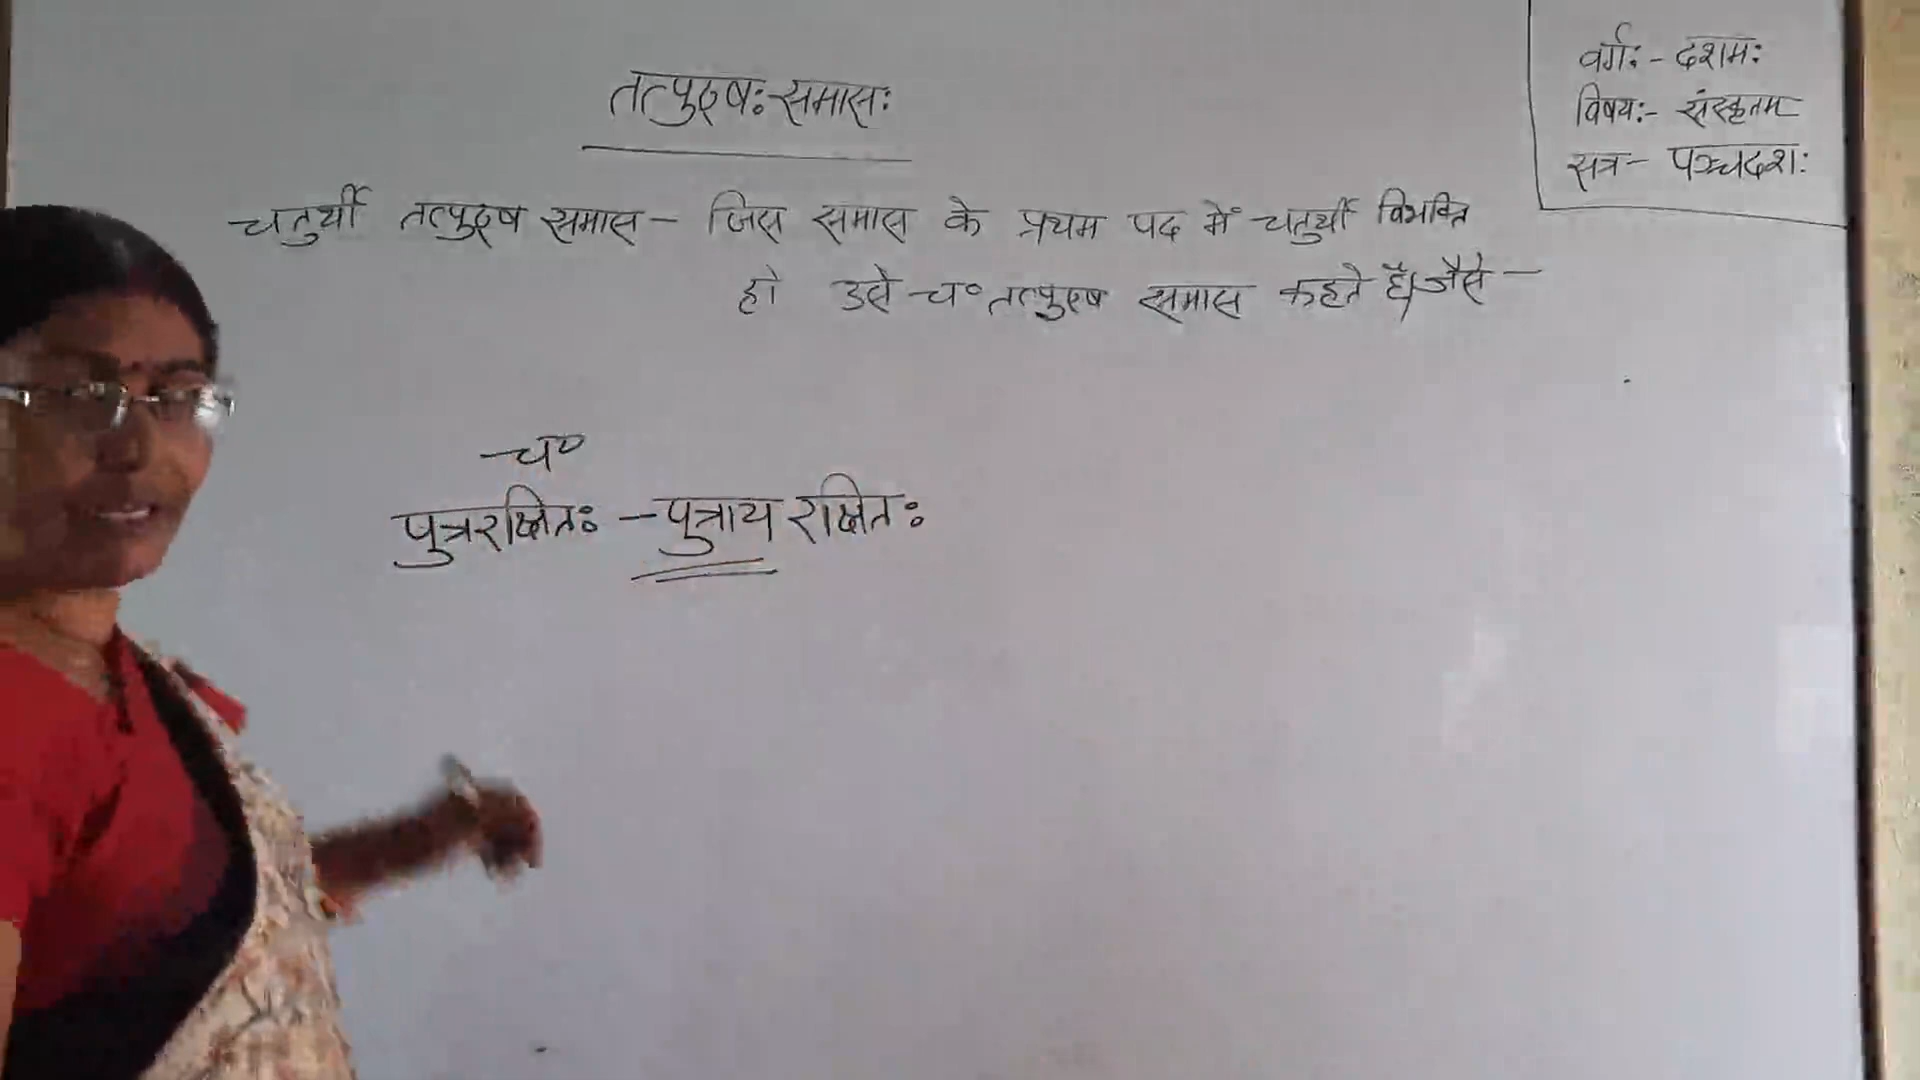 तत्पुरुषः समासः
वर्गः - दशमः
विषयः - संस्कृतम
सत्र - पञ्चदशः
चतुर्थी तत्पुरुष समास - जिस समास के प्रथम पद में चतुर्थी विभक्ति
हो उसे च० तत्पुरुष समास कहते हैं। जैसे -
च०
पुत्ररक्षितः - पुत्राय रक्षितः